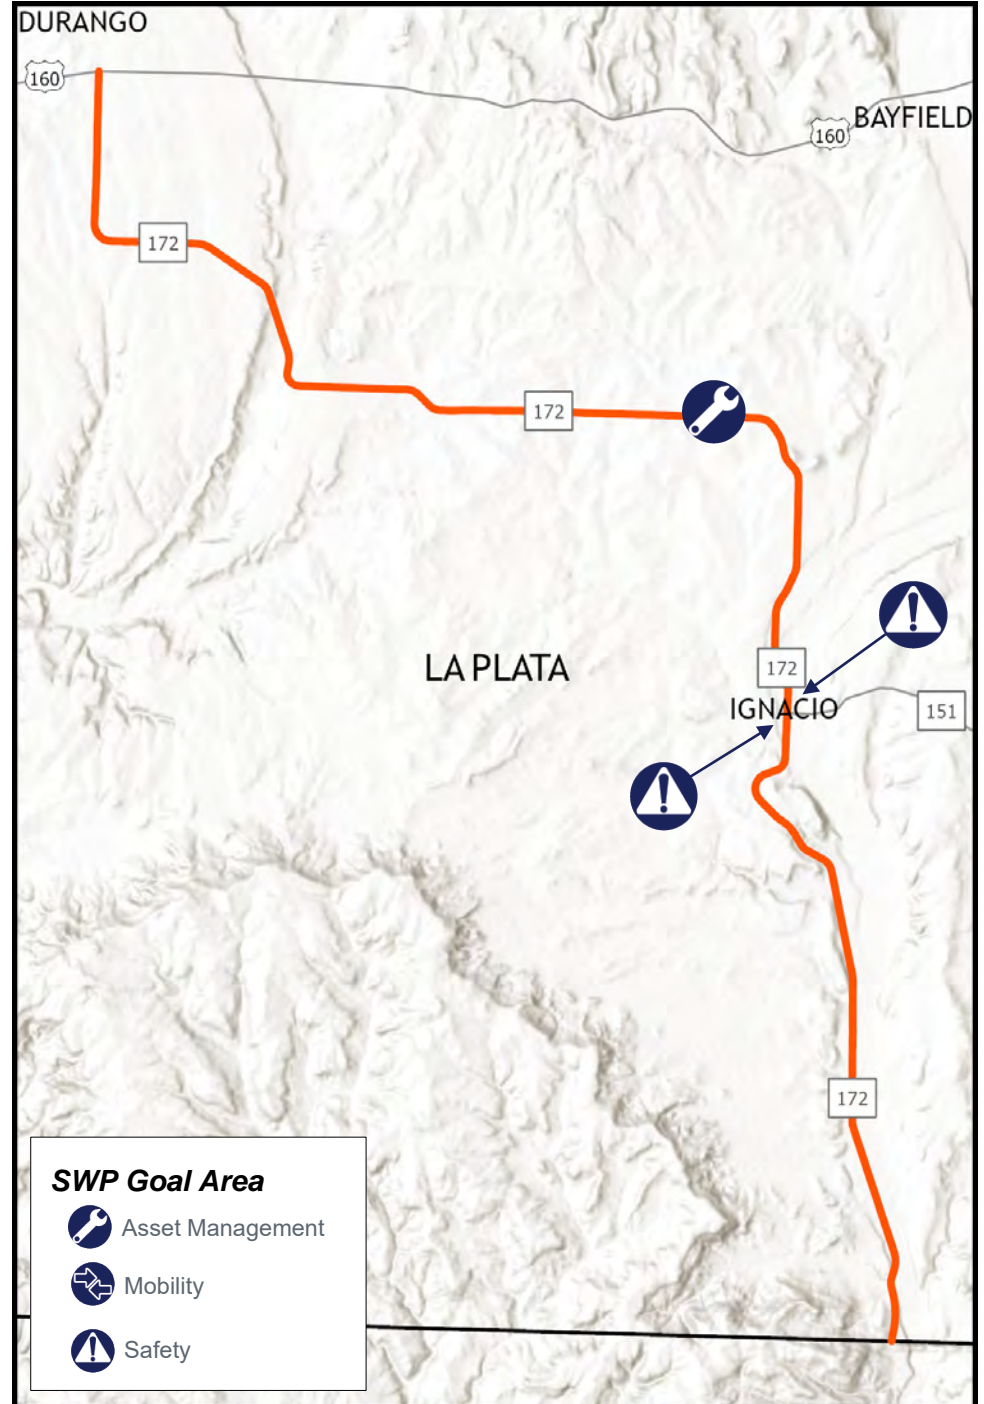 DURANGO
160
BAYFIELD
160
172
172
LA PLATA
172
IGNACIO
151
172
SWP Goal Area
Asset Management
Mobility
Safety